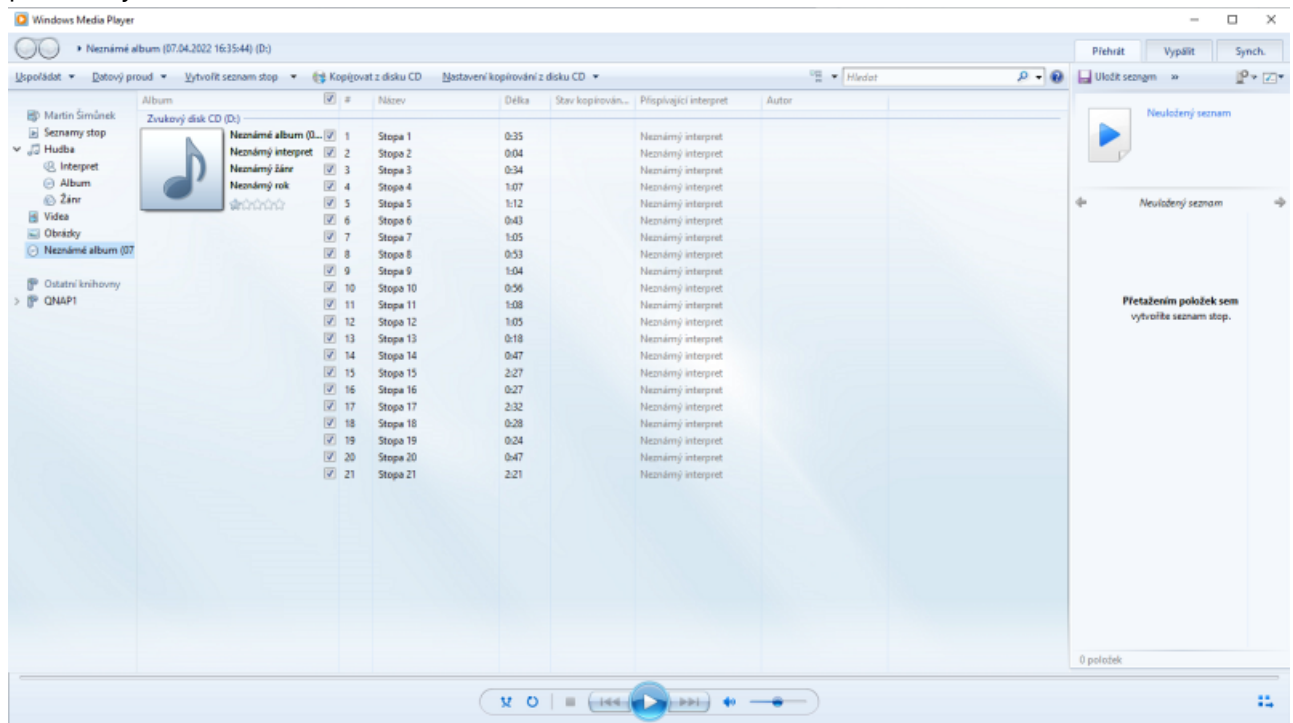 Windows Media Player
Neznámé album (07.04.2022 16:35:44) (D:)
Přehrát Vypálit Synch.
Uspořádat Datový proud Vytvořit seznam stop Kopírovat z disku CD Nastavení kopírování z disku CD Hledat Uložit seznam »
Album # Název Délka Stav kopírován... Přispívající interpret Autor
Martin Šimůnek
Seznamy stop
Hudba
Interpret
Album
Žánr
Videa
Obrázky
Neznámé album (07
Ostatní knihovny
QNAP1
Zvukový disk CD (D:)
Neznámé album (0...
Neznámý interpret
Neznámý žánr
Neznámý rok
1 Stopa 1 0:35 Neznámý interpret
2 Stopa 2 0:04 Neznámý interpret
3 Stopa 3 0:34 Neznámý interpret
4 Stopa 4 1:07 Neznámý interpret
5 Stopa 5 1:12 Neznámý interpret
6 Stopa 6 0:43 Neznámý interpret
7 Stopa 7 1:05 Neznámý interpret
8 Stopa 8 0:53 Neznámý interpret
9 Stopa 9 1:04 Neznámý interpret
10 Stopa 10 0:56 Neznámý interpret
11 Stopa 11 1:08 Neznámý interpret
12 Stopa 12 1:05 Neznámý interpret
13 Stopa 13 0:18 Neznámý interpret
14 Stopa 14 0:47 Neznámý interpret
15 Stopa 15 2:27 Neznámý interpret
16 Stopa 16 0:27 Neznámý interpret
17 Stopa 17 2:32 Neznámý interpret
18 Stopa 18 0:28 Neznámý interpret
19 Stopa 19 0:24 Neznámý interpret
20 Stopa 20 0:47 Neznámý interpret
21 Stopa 21 2:21 Neznámý interpret
Neuložený seznam
Neuložený seznam
Přetažením položek sem
vytvoříte seznam stop.
0 položek